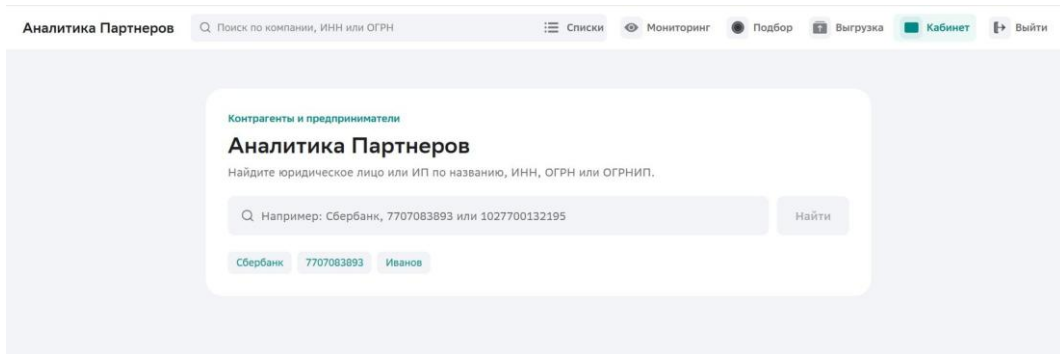 Аналитика Партнеров
Поиск по компании, ИНН или ОГРН
Списки
Мониторинг
Подбор
Выгрузка
Кабинет
Выйти
Контрагенты и предприниматели
Аналитика Партнеров
Найдите юридическое лицо или ИП по названию, ИНН, ОГРН или ОГРНИП.
Например: Сбербанк, 7707083893 или 1027700132195
Найти
Сбербанк
7707083893
Иванов